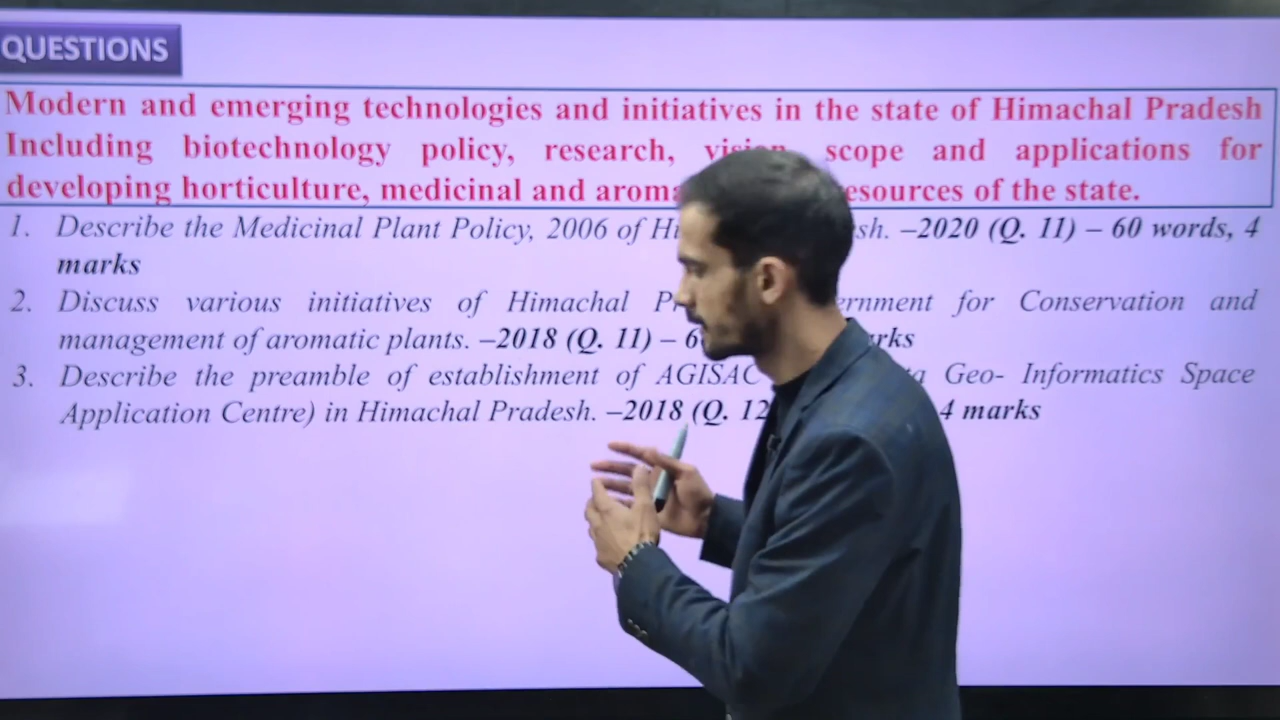 QUESTIONS
Modern and emerging technologies and initiatives in the state of Himachal Pradesh
Including biotechnology policy, research, vision, scope and applications for
developing horticulture, medicinal and resources of the state.
1. Describe the Medicinal Plant Policy, 2006 of –2020 (Q. 11) – 60 words, 4
marks
2. Discuss various initiatives of Himachal for Conservation and
management of aromatic plants. –2018 (Q. 11) –
3. Describe the preamble of establishment of AGISAC Geo- Informatics Space
Application Centre) in Himachal Pradesh. –2018 (Q. 12 4 marks